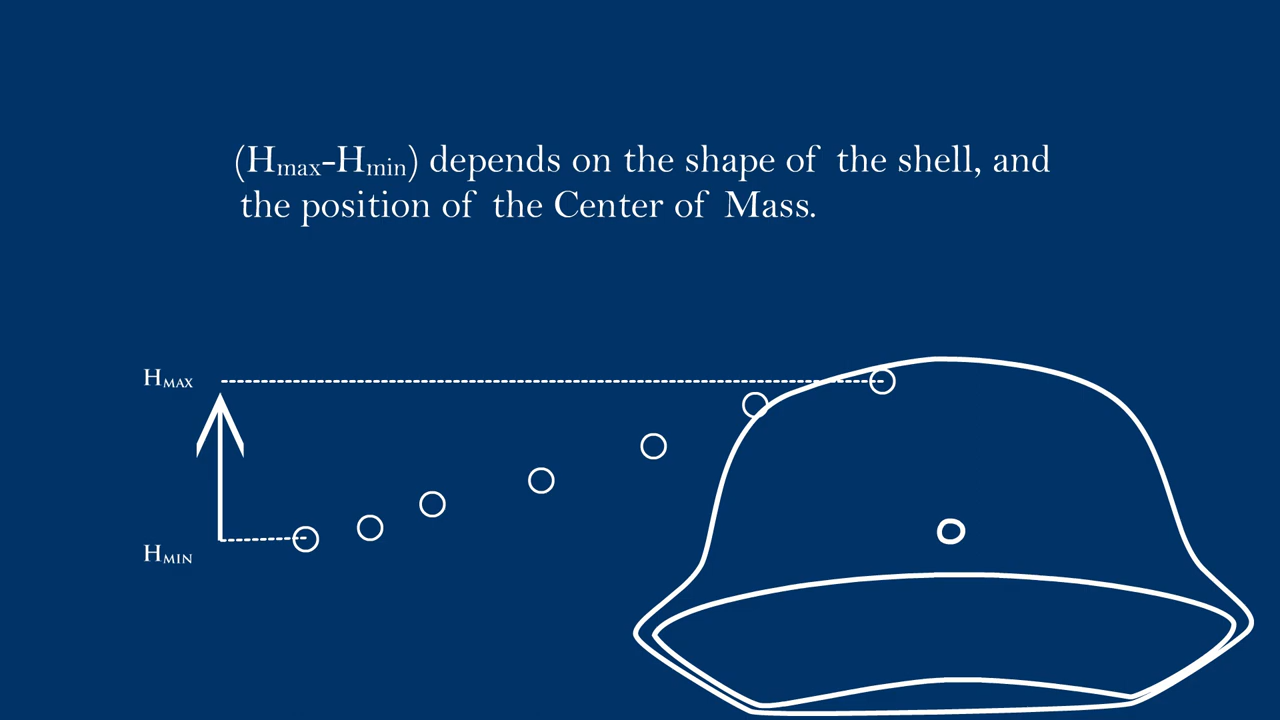 (Hmax-Hmin) depends on the shape of the shell, and
the position of the Center of Mass.
HMAX
HMIN